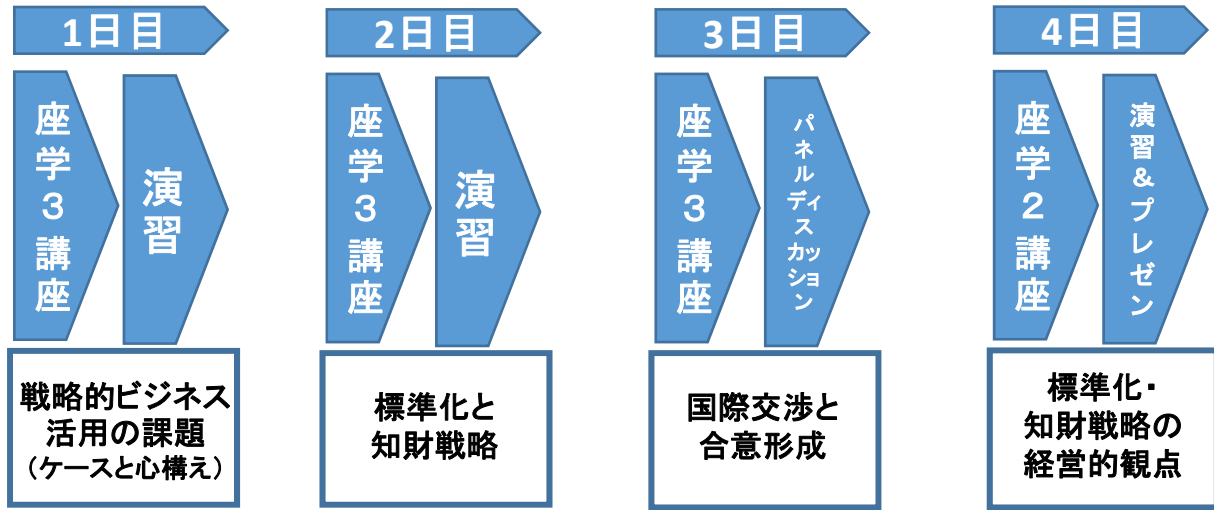 1日目
座学３講座
演習
戦略的ビジネス
活用の課題
（ケースと心構え）
2日目
座学３講座
演習
標準化と
知財戦略
3日目
座学３講座
パネルディスカッション
国際交渉と
合意形成
4日目
座学２講座
演習＆プレゼン
標準化・
知財戦略の
経営的観点